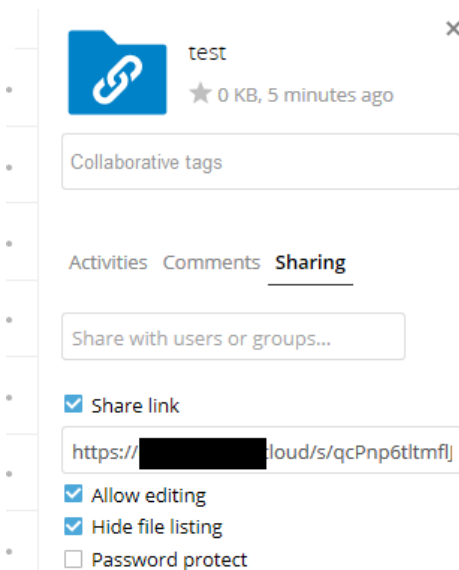 test
0 KB, 5 minutes ago
Collaborative tags
Activities Comments Sharing
Share with users or groups...
Share link
https:// cloud/s/qcPnp6tltmflJ
Allow editing
Hide file listing
Password protect